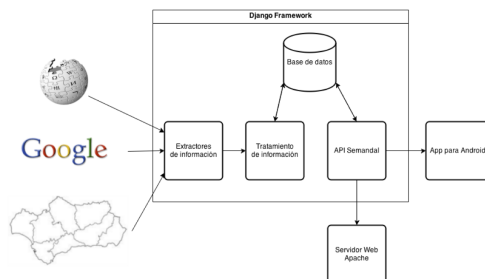 Django Framework
Base de datos
Google
Extractores
de información
Tratamiento
de información
API Semandal
App para Android
Servidor Web
Apache